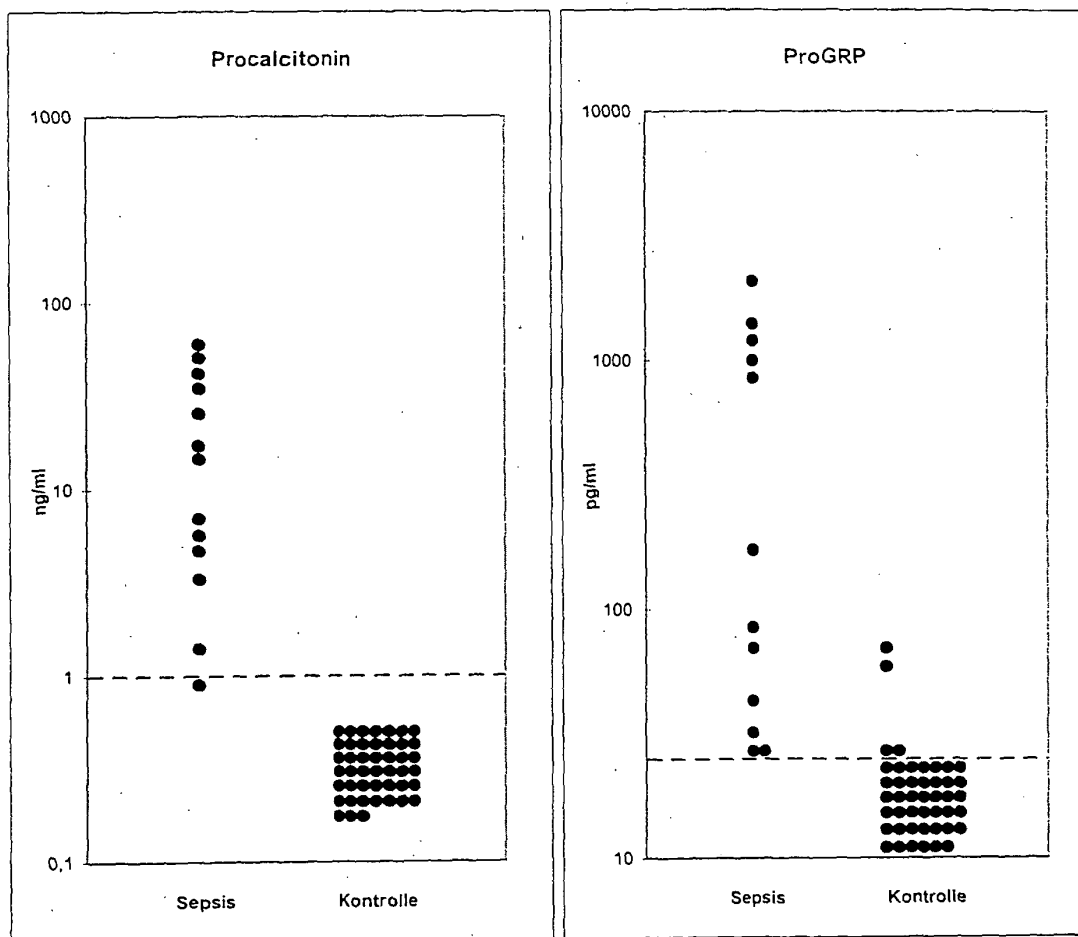 Procalcitonin
1000
100
10
1
0,1
ng/ml
Sepsis Kontrolle
ProGRP
10000
1000
100
10
pg/ml
Sepsis Kontrolle